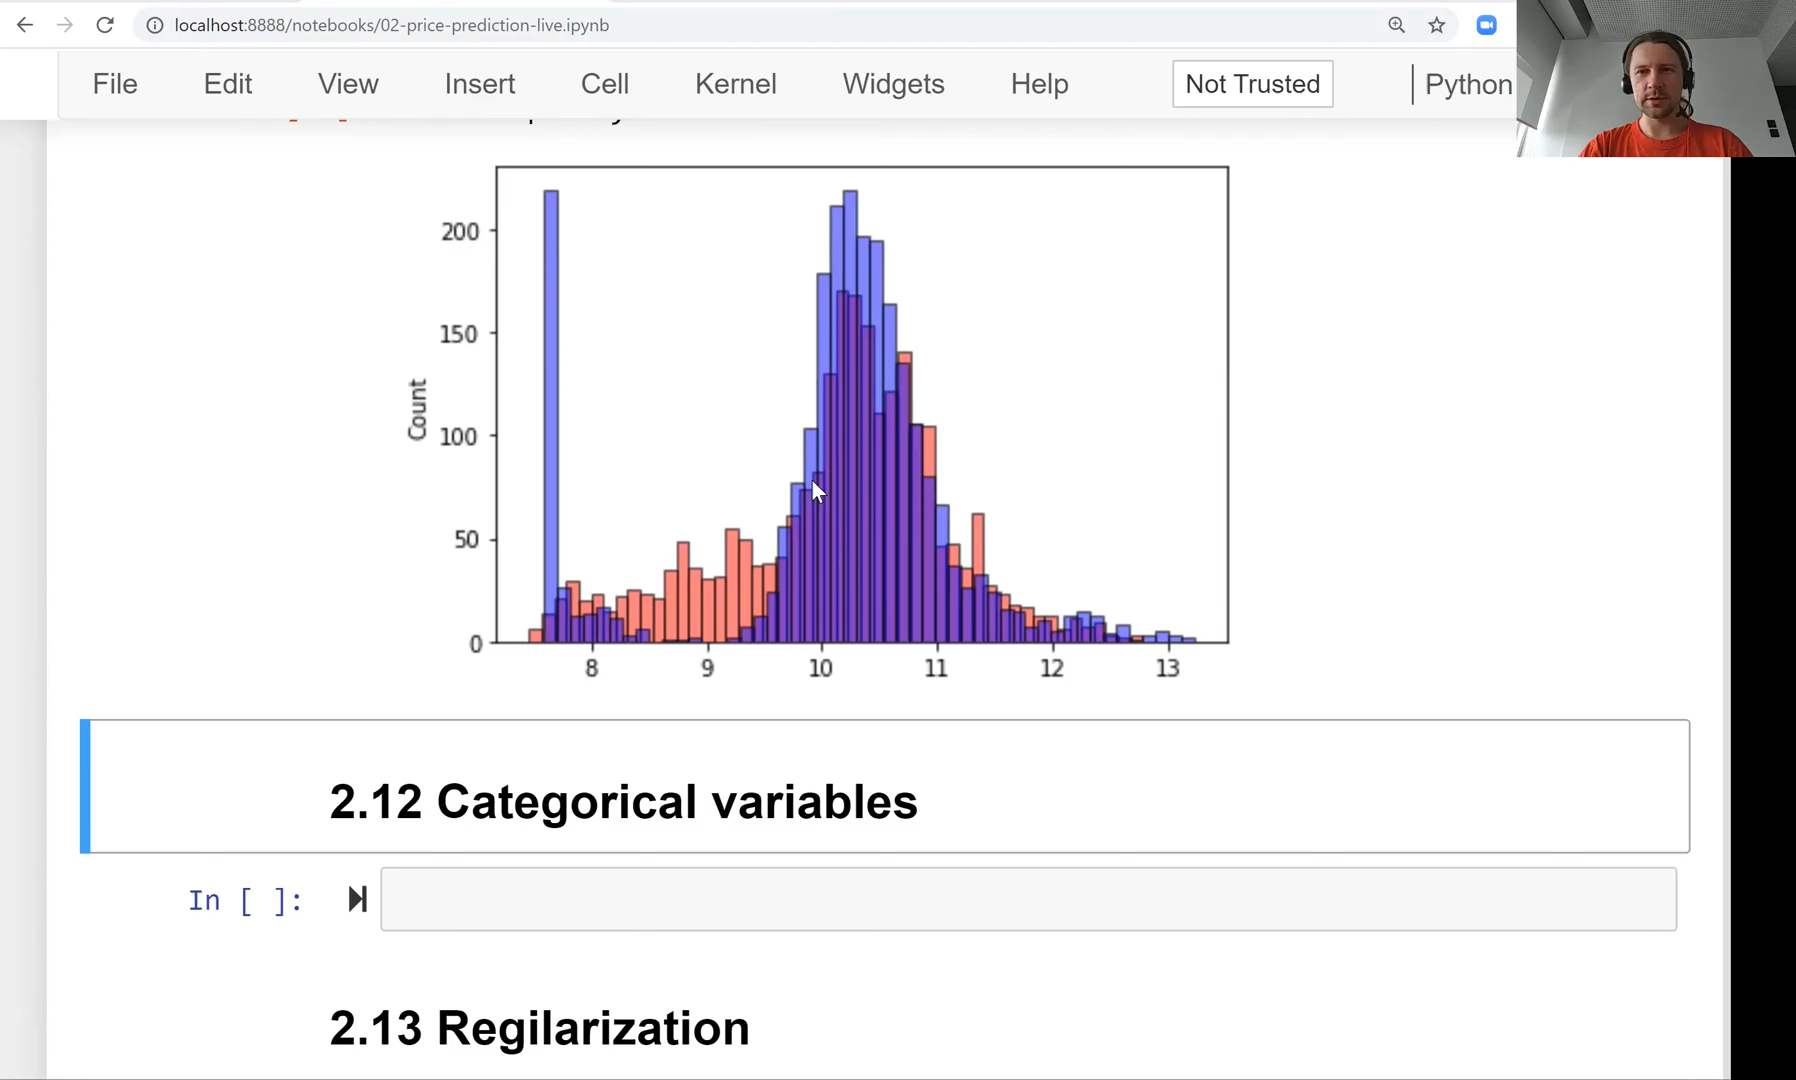 localhost:8888/notebooks/02-price-prediction-live.ipynb
File Edit View Insert Cell Kernel Widgets Help Not Trusted Python
200
150
100
50
0
Count
8 9 10 11 12 13
2.12 Categorical variables
In [ ]:
2.13 Regilarization